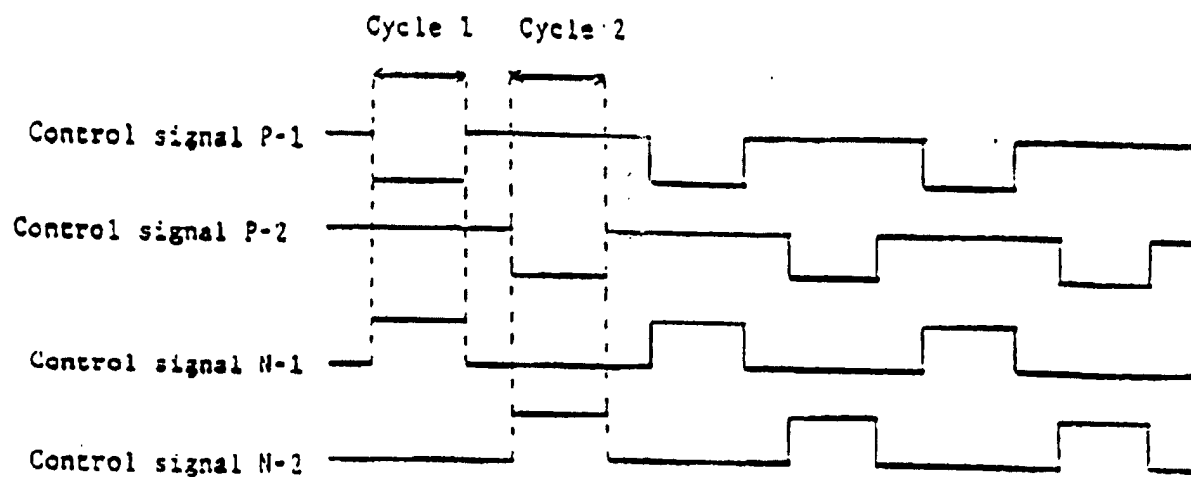 Cycle 1 Cycle 2
Control signal P-1
Control signal P-2
Control signal N-1
Control signal N-2